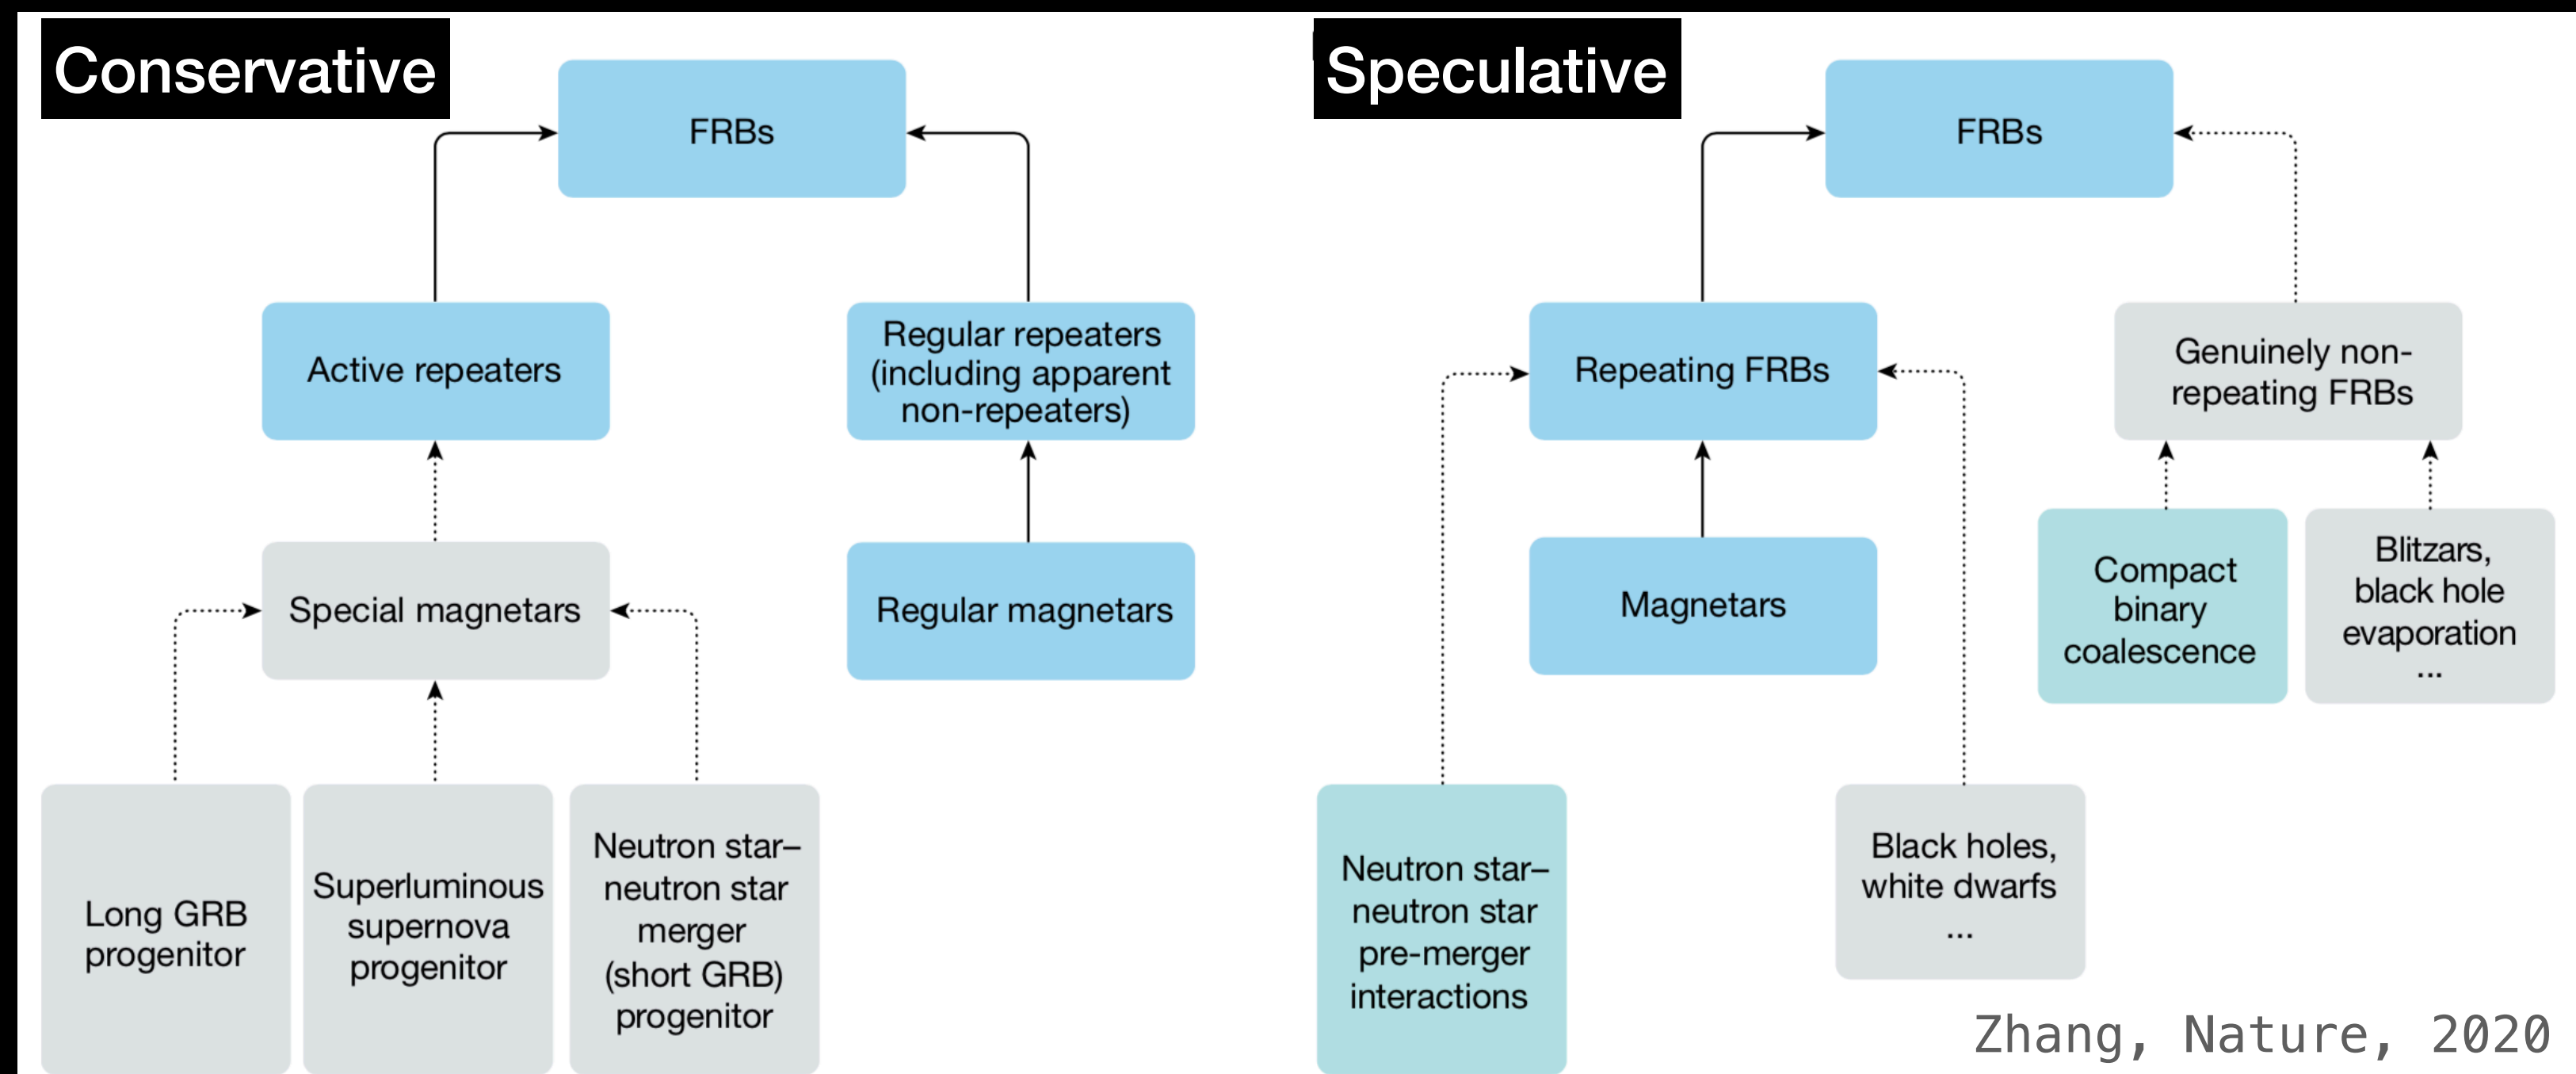 Conservative
FRBs
Active repeaters
Regular repeaters
(including apparent
non-repeaters)
Special magnetars
Regular magnetars
Long GRB
progenitor
Superluminous
supernova
progenitor
Neutron star–
neutron star
merger
(short GRB)
progenitor
Speculative
FRBs
Repeating FRBs
Genuinely non-
repeating FRBs
Magnetars
Compact
binary
coalescence
Blitzars,
black hole
evaporation
...
Neutron star–
neutron star
pre-merger
interactions
Black holes,
white dwarfs
...
Zhang, Nature, 2020